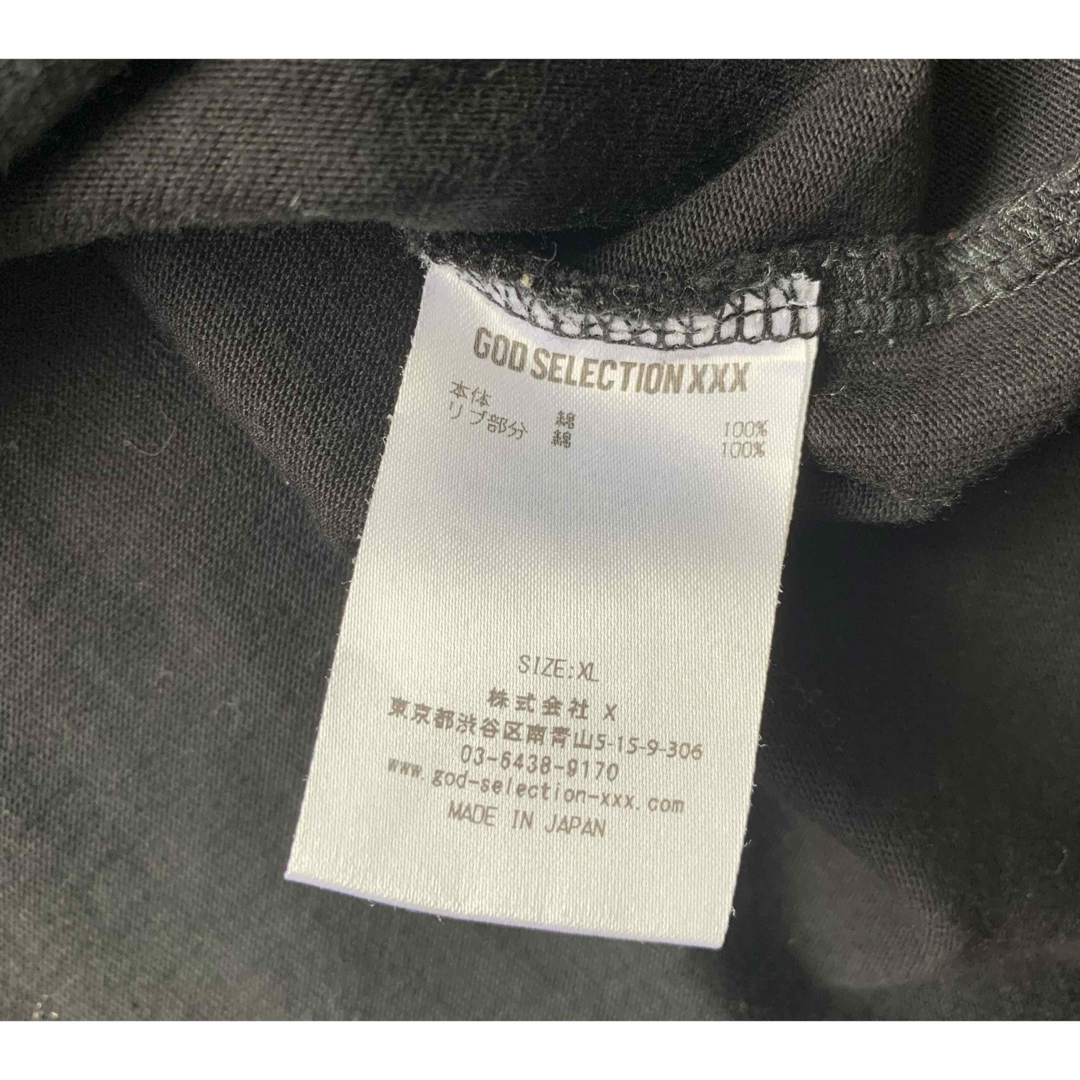 GOD SELECTION XXX
本体 綿 100%
リブ部分 綿 100%
SIZE:XL
株式会社 X
東京都渋谷区南青山5-15-9-306
03-6438-9170
www.god-selection-xxx.com
MADE IN JAPAN